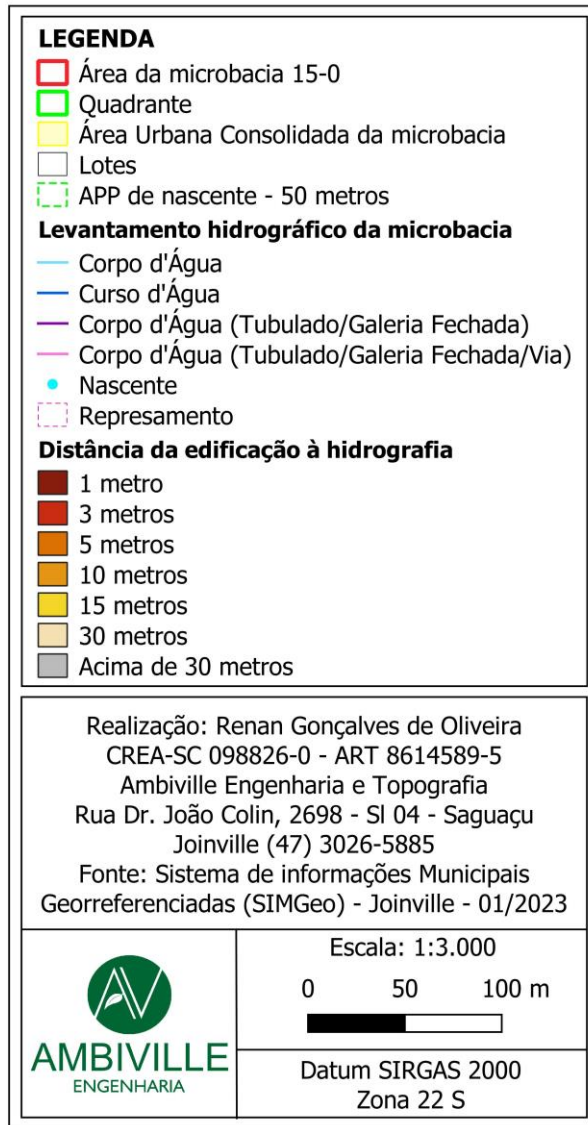 LEGENDA
Área da microbacia 15-0
Quadrante
Área Urbana Consolidada da microbacia
Lotes
APP de nascente - 50 metros
Levantamento hidrográfico da microbacia
Corpo d'Água
Curso d'Água
Corpo d'Água (Tubulado/Galeria Fechada)
Corpo d'Água (Tubulado/Galeria Fechada/Via)
Nascente
Represamento
Distância da edificação à hidrografia
1 metro
3 metros
5 metros
10 metros
15 metros
30 metros
Acima de 30 metros
Realização: Renan Gonçalves de Oliveira
CREA-SC 098826-0 - ART 8614589-5
Ambiville Engenharia e Topografia
Rua Dr. João Colin, 2698 - Sl 04 - Saguaçu
Joinville (47) 3026-5885
Fonte: Sistema de informações Municipais
Georreferenciadas (SIMGeo) - Joinville - 01/2023
AMBIVILLE
ENGENHARIA
Escala: 1:3.000
0 50 100 m
Datum SIRGAS 2000
Zona 22 S